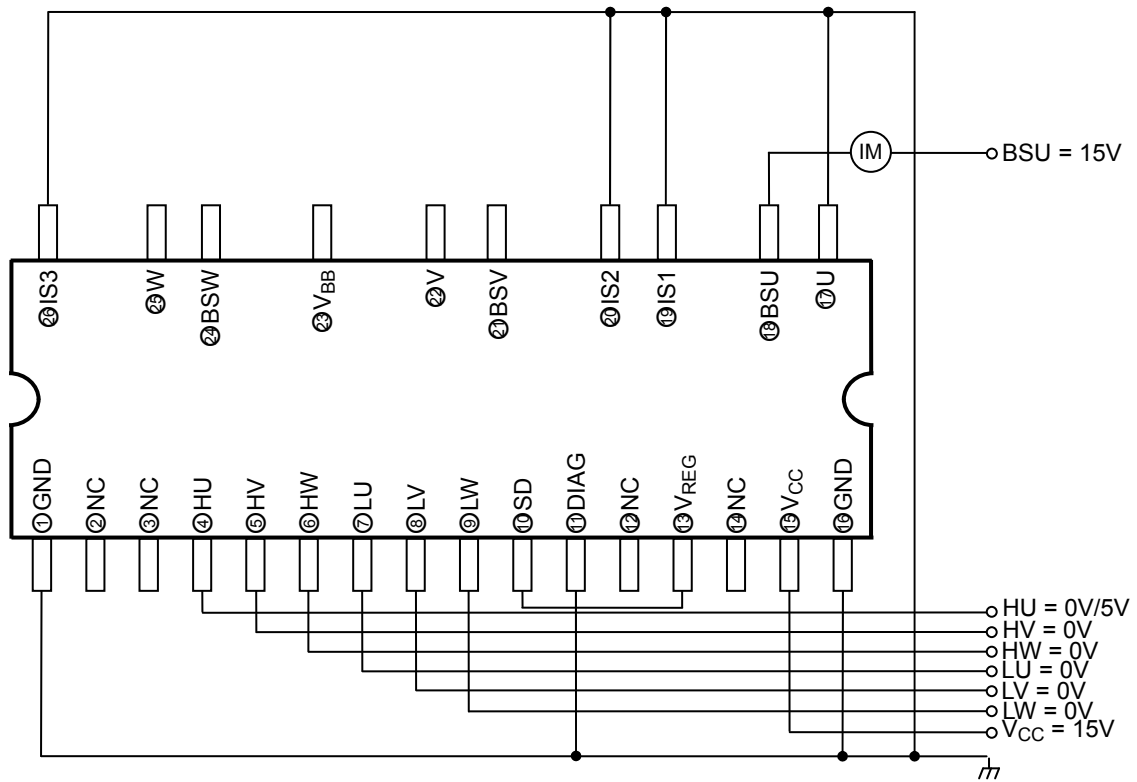 IM
BSU = 15V
㉖IS3
㉕W
㉔BSW
㉓VBB
㉒V
㉑BSV
⑳IS2
⑲IS1
⑱BSU
⑰U
①GND
②NC
③NC
④HU
⑤HV
⑥HW
⑦LU
⑧LV
⑨LW
⑩SD
⑪DIAG
⑫NC
⑬VREG
⑭NC
⑮VCC
⑯GND
HU = 0V/5V
HV = 0V
HW = 0V
LU = 0V
LV = 0V
LW = 0V
VCC = 15V